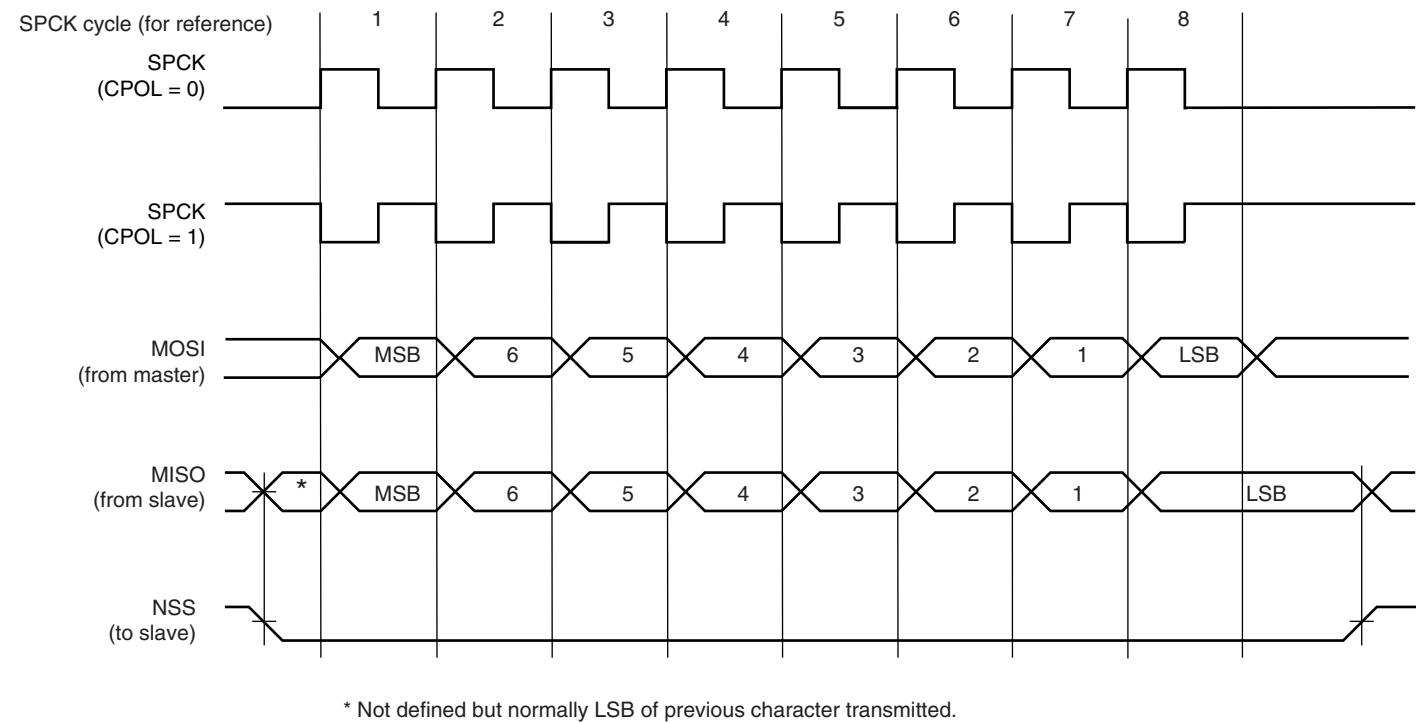 SPCK cycle (for reference) 1 2 3 4 5 6 7 8
SPCK
(CPOL = 0)
SPCK
(CPOL = 1)
MOSI
(from master)
MSB 6 5 4 3 2 1 LSB
MISO
(from slave)
* MSB 6 5 4 3 2 1 LSB
NSS
(to slave)
* Not defined but normally LSB of previous character transmitted.